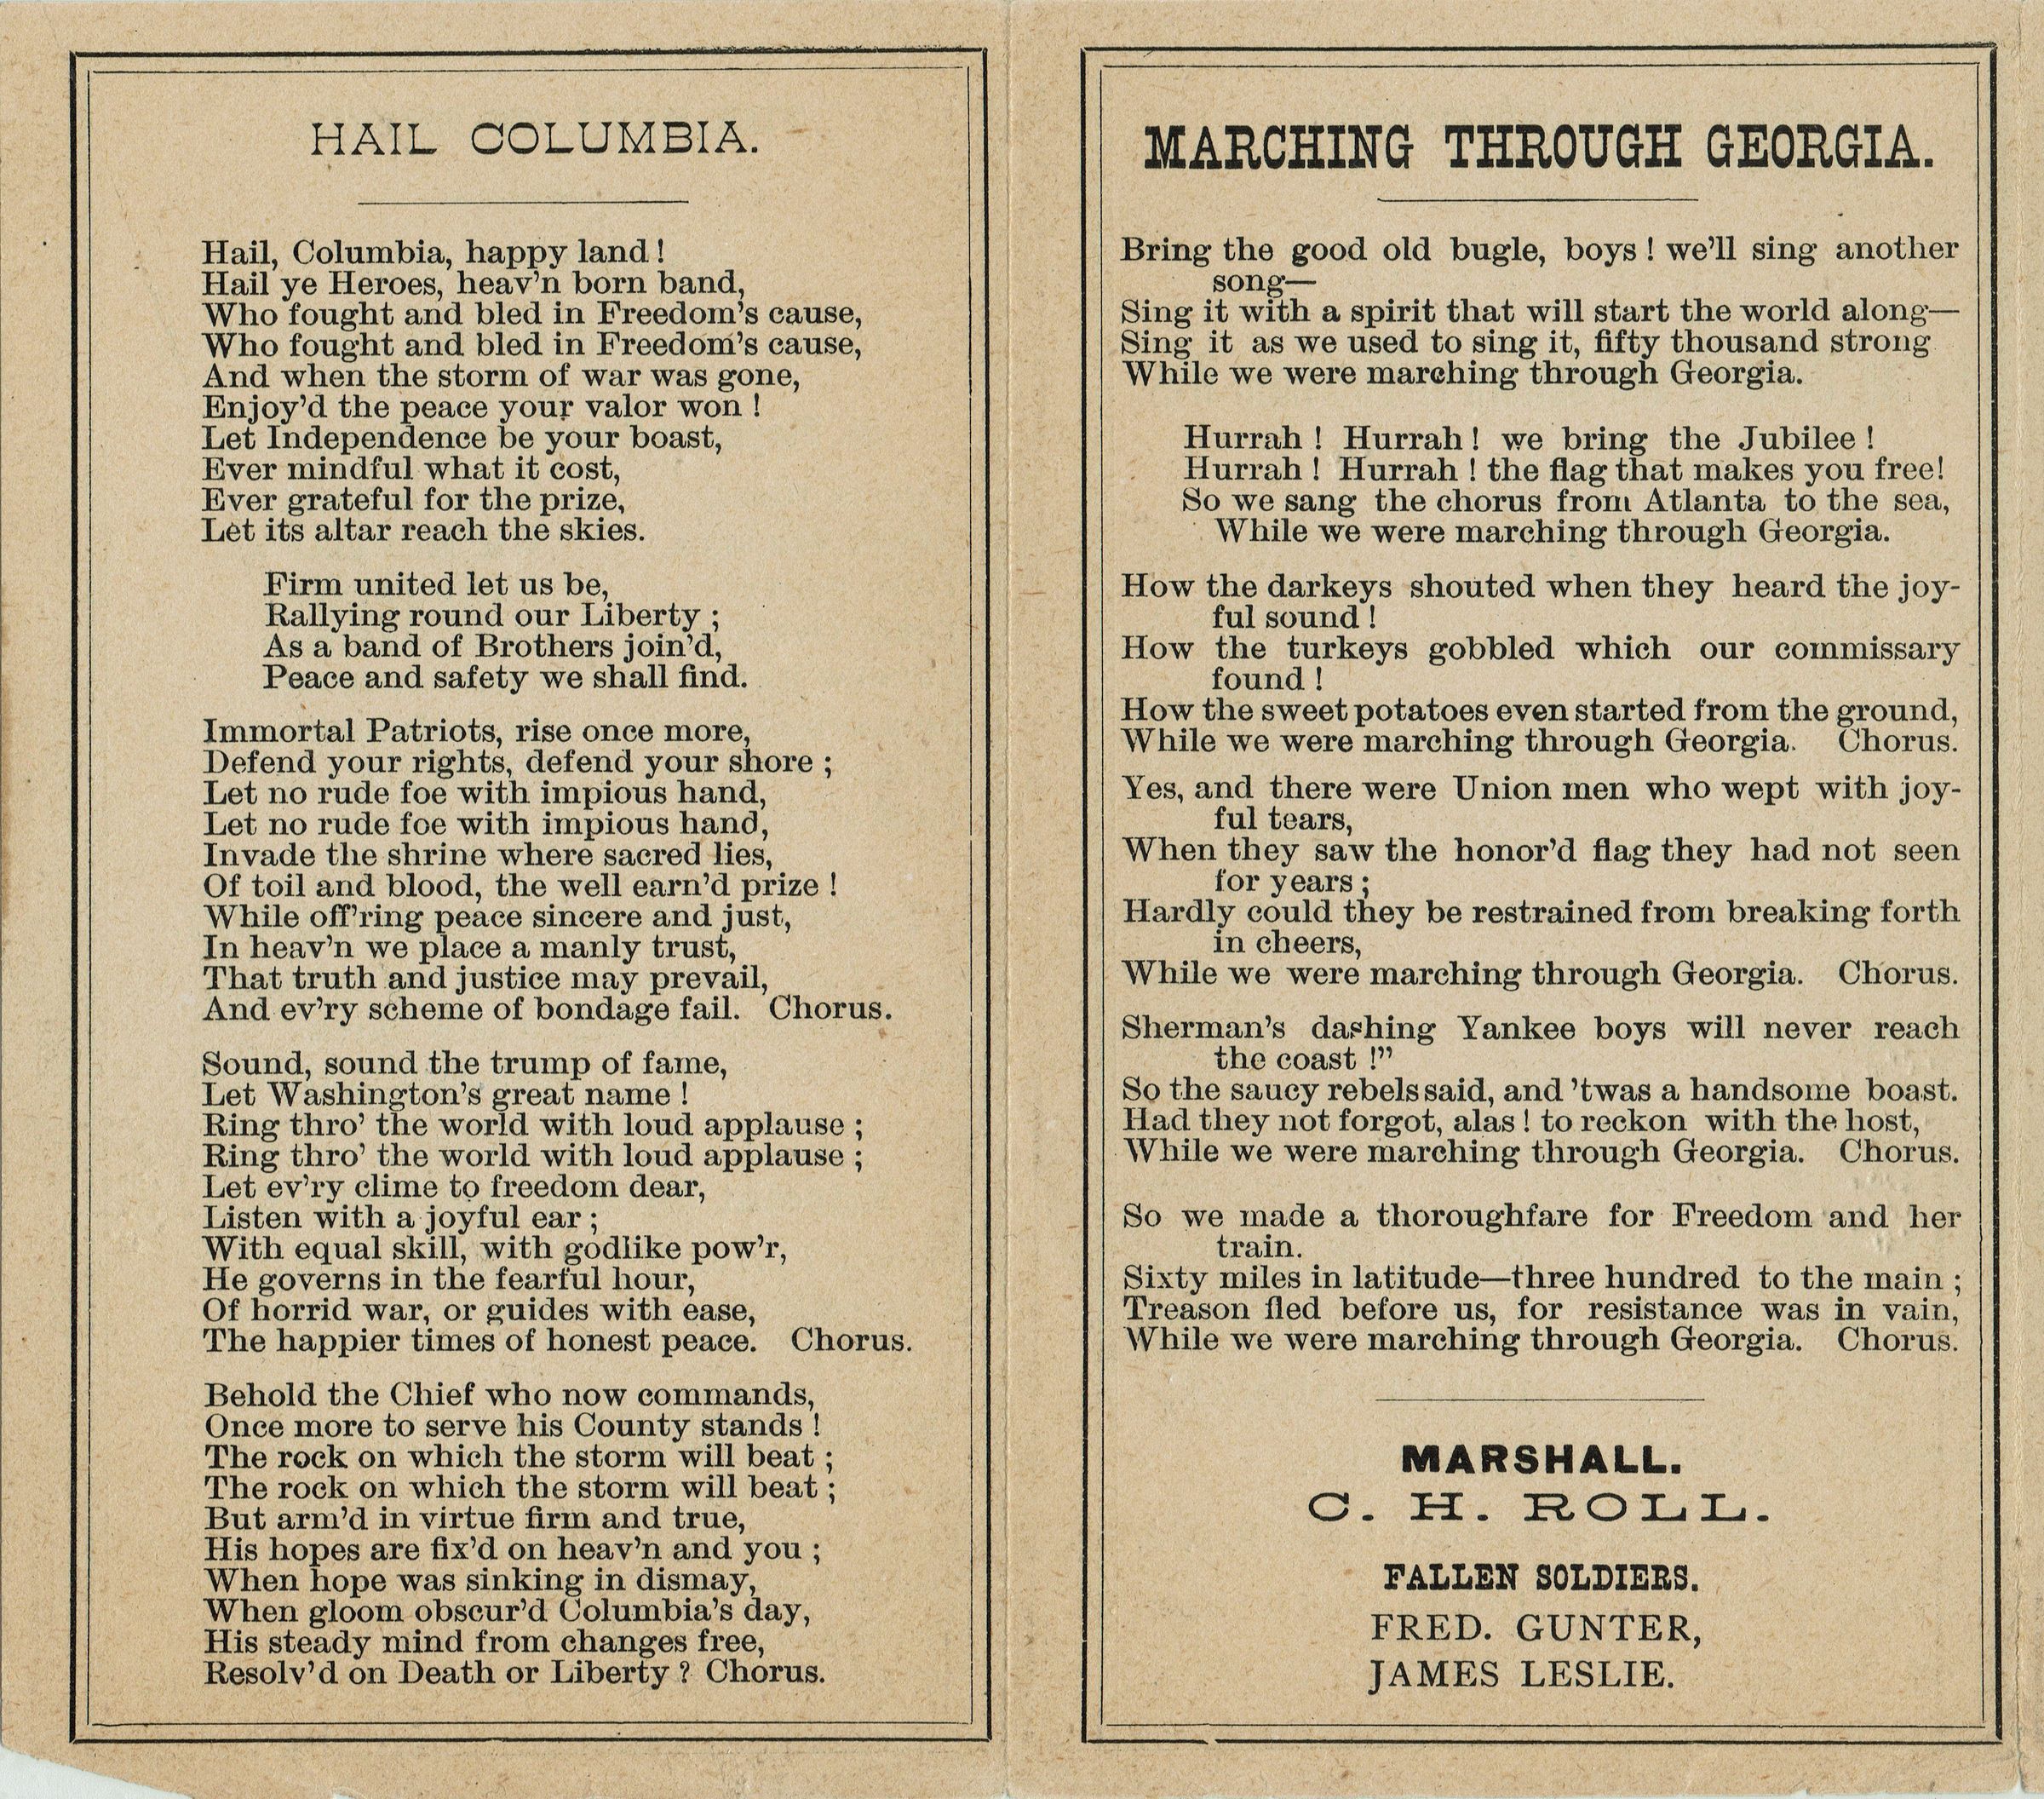 HAIL COLUMBIA.
Hail, Columbia, happy land !
Hail ye Heroes, heav'n born band,
Who fought and bled in Freedom's cause,
Who fought and bled in Freedom's cause,
And when the storm of war was gone,
Enjoy'd the peace your valor won !
Let Independence be your boast,
Ever mindful what it cost,
Ever grateful for the prize,
Let its altar reach the skies.
Firm united let us be,
Rallying round our Liberty ;
As a band of Brothers join'd,
Peace and safety we shall find.
Immortal Patriots, rise once more,
Defend your rights, defend your shore ;
Let no rude foe with impious hand,
Let no rude foe with impious hand,
Invade the shrine where sacred lies,
Of toil and blood, the well earn'd prize !
While off'ring peace sincere and just,
In heav'n we place a manly trust,
That truth and justice may prevail,
And ev'ry scheme of bondage fail. Chorus.
Sound, sound the trump of fame,
Let Washington's great name !
Ring thro' the world with loud applause ;
Ring thro' the world with loud applause ;
Let ev'ry clime to freedom dear,
Listen with a joyful ear ;
With equal skill, with godlike pow'r,
He governs in the fearful hour,
Of horrid war, or guides with ease,
The happier times of honest peace. Chorus.
Behold the Chief who now commands,
Once more to serve his County stands !
The rock on which the storm will beat ;
The rock on which the storm will beat ;
But arm'd in virtue firm and true,
His hopes are fix'd on heav'n and you ;
When hope was sinking in dismay,
When gloom obscur'd Columbia's day,
His steady mind from changes free,
Resolv'd on Death or Liberty ? Chorus.
MARCHING THROUGH GEORGIA.
Bring the good old bugle, boys ! we'll sing another
song—
Sing it with a spirit that will start the world along—
Sing it as we used to sing it, fifty thousand strong
While we were marching through Georgia.
Hurrah ! Hurrah ! we bring the Jubilee !
Hurrah ! Hurrah ! the flag that makes you free!
So we sang the chorus from Atlanta to the sea,
While we were marching through Georgia.
How the darkeys shouted when they heard the joy-
ful sound !
How the turkeys gobbled which our commissary
found !
How the sweet potatoes even started from the ground,
While we were marching through Georgia. Chorus.
Yes, and there were Union men who wept with joy-
ful tears,
When they saw the honor'd flag they had not seen
for years ;
Hardly could they be restrained from breaking forth
in cheers,
While we were marching through Georgia. Chorus.
Sherman's dashing Yankee boys will never reach
the coast !"
So the saucy rebels said, and 'twas a handsome boast.
Had they not forgot, alas ! to reckon with the host,
While we were marching through Georgia. Chorus.
So we made a thoroughfare for Freedom and her
train.
Sixty miles in latitude—three hundred to the main ;
Treason fled before us, for resistance was in vain,
While we were marching through Georgia. Chorus.
MARSHALL.
C. H. ROLL.
FALLEN SOLDIERS.
FRED. GUNTER,
JAMES LESLIE.